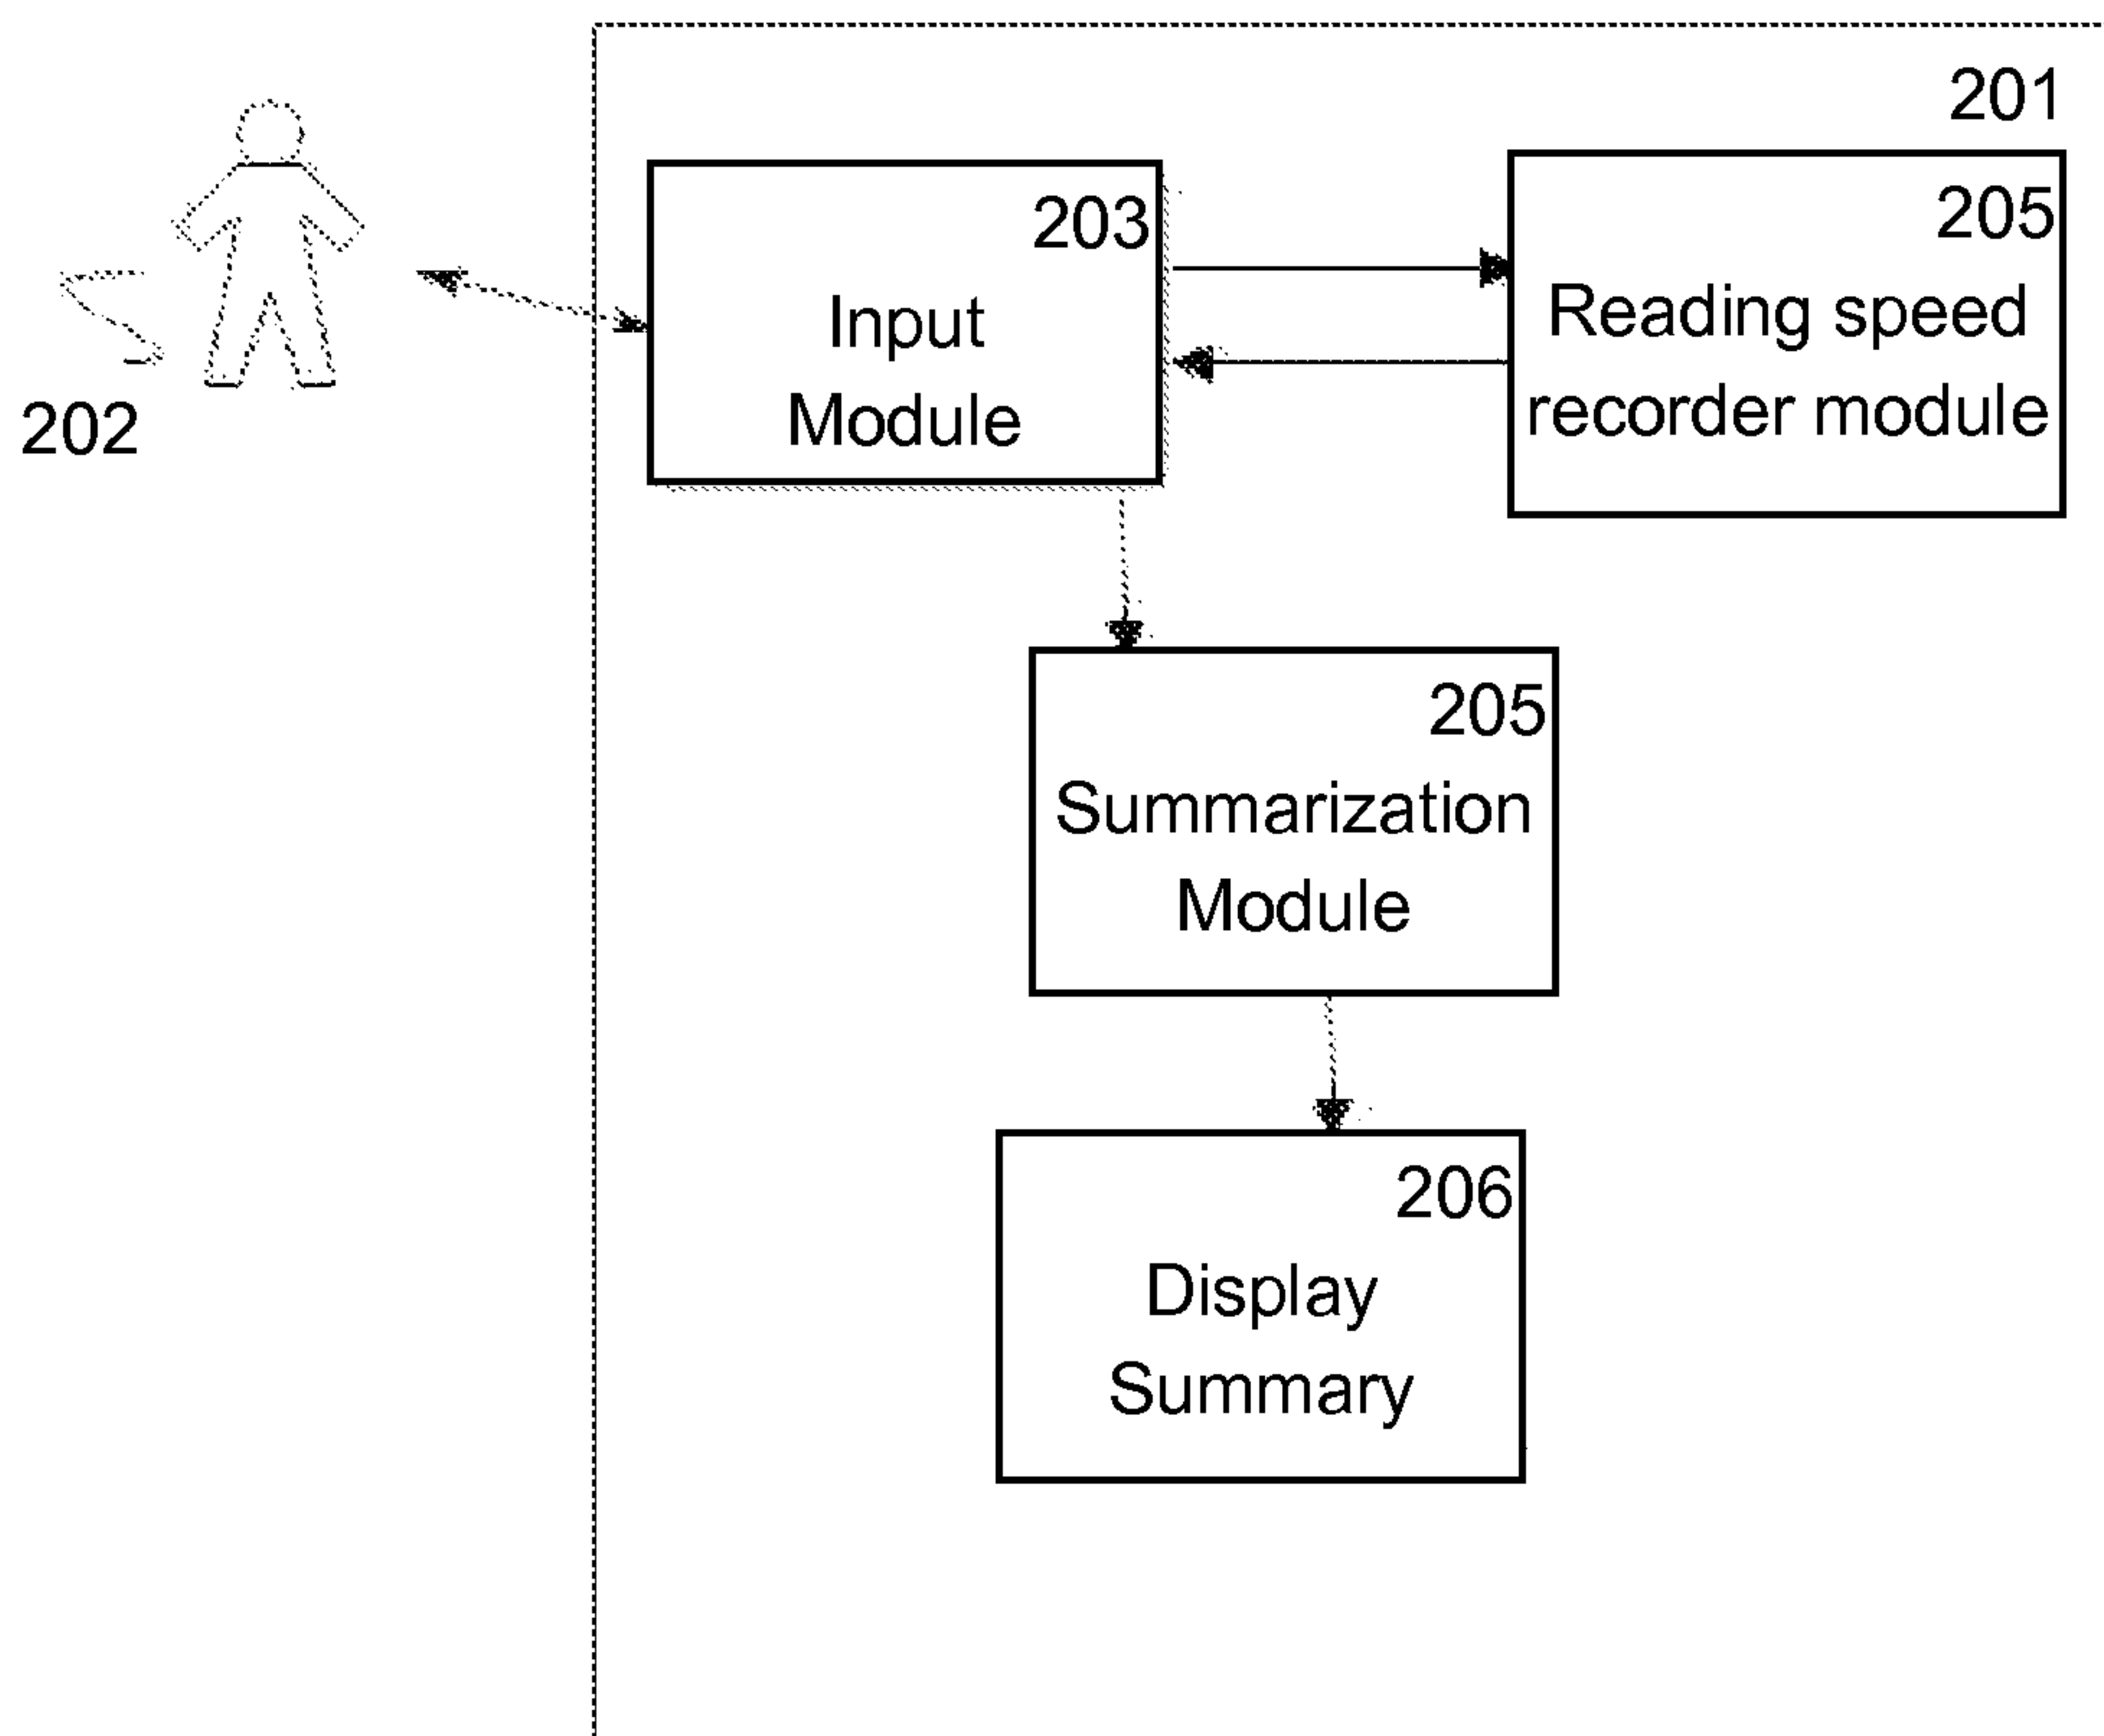 201
202
203
Input
Module
205
Reading speed
recorder module
205
Summarization
Module
206
Display
Summary